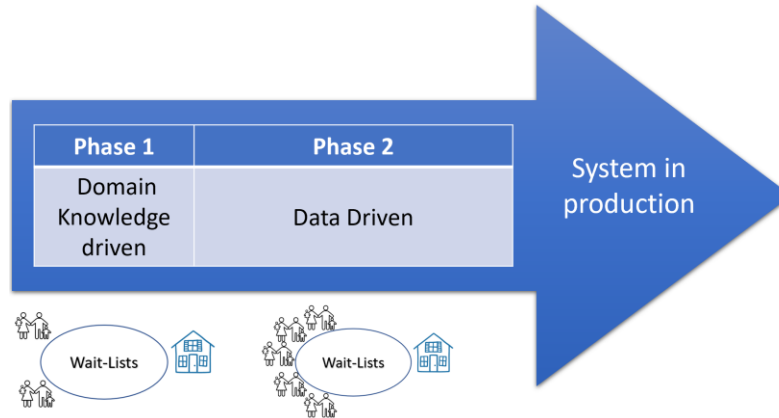 Phase 1
Phase 2
Domain
Knowledge
driven
Data Driven
System in
production
Wait-Lists
Wait-Lists